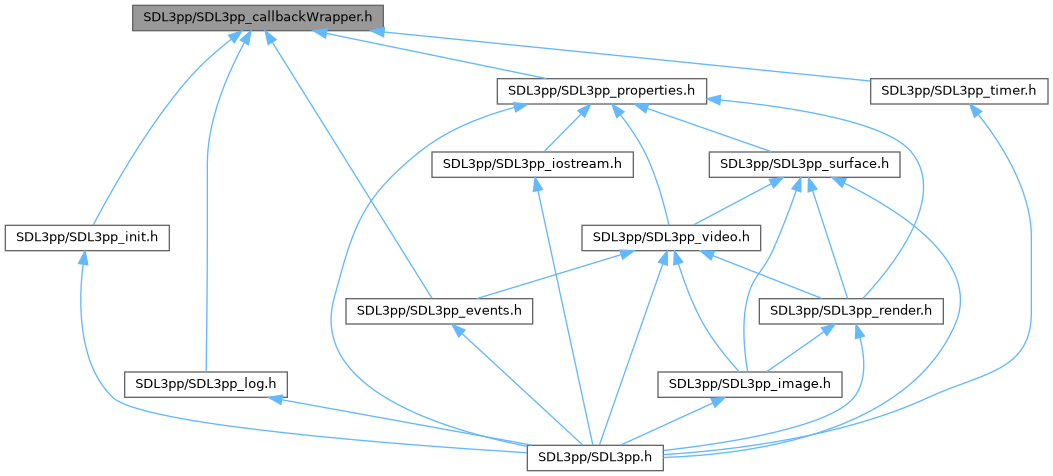 SDL3pp/SDL3pp_callbackWrapper.h
SDL3pp/SDL3pp_properties.h
SDL3pp/SDL3pp_timer.h
SDL3pp/SDL3pp_iostream.h
SDL3pp/SDL3pp_surface.h
SDL3pp/SDL3pp_init.h
SDL3pp/SDL3pp_video.h
SDL3pp/SDL3pp_events.h
SDL3pp/SDL3pp_render.h
SDL3pp/SDL3pp_log.h
SDL3pp/SDL3pp_image.h
SDL3pp/SDL3pp.h